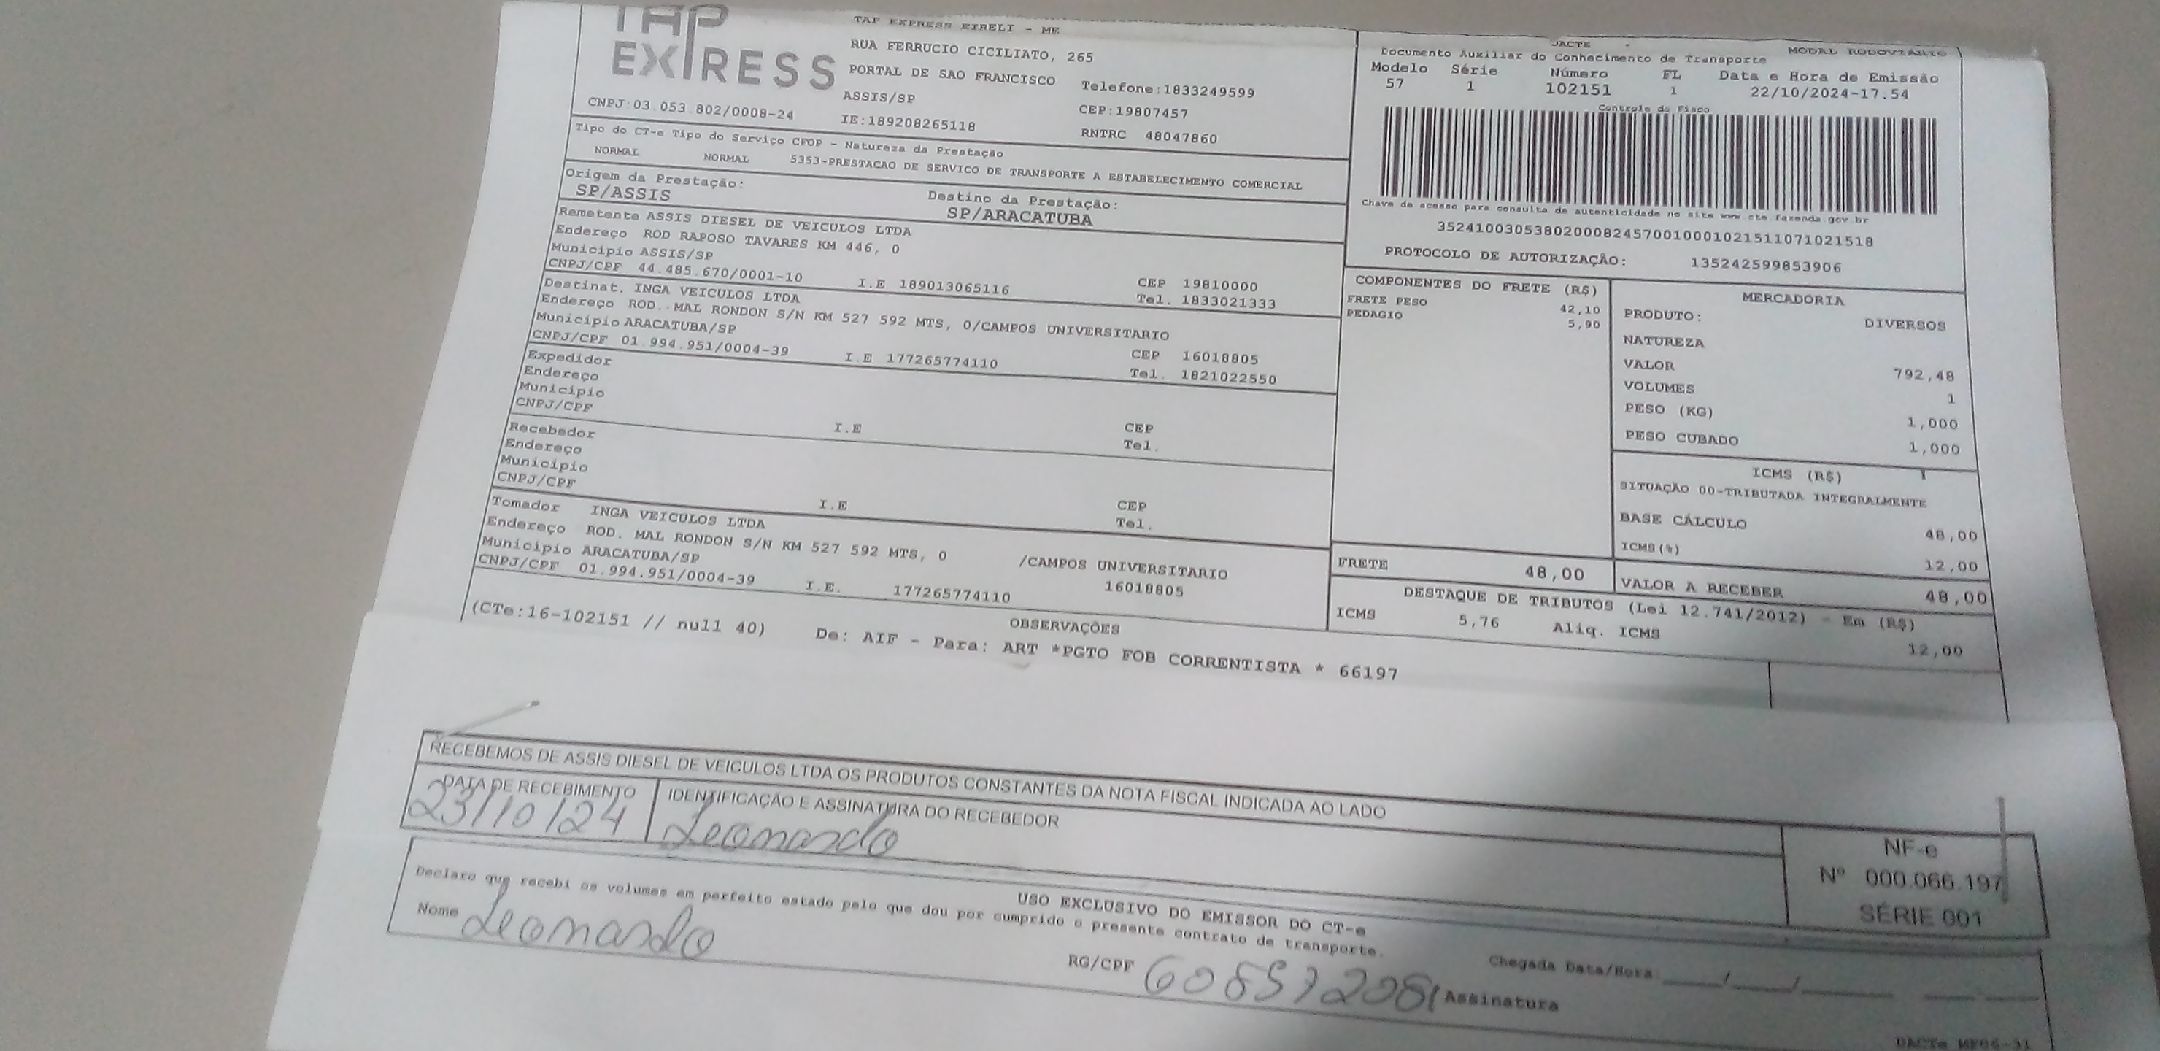 TAP
EXPRESS
TAP EXPRESS EIRELI - ME
RUA FERRUCIO CICILIATO, 265
PORTAL DE SAO FRANCISCO Telefone:1833249599
ASSIS/SP CEP:19807457
CNPJ:03.053.802/0008-24 IE:189208265118 RNTRC 48047860
Tipo do CT-e Tipo do Serviço CFOP - Natureza da Prestação
NORMAL NORMAL 5353-PRESTACAO DE SERVICO DE TRANSPORTE A ESTABELECIMENTO COMERCIAL
Origem da Prestação: Destino da Prestação:
SP/ASSIS SP/ARACATUBA
DACTE MODAL RODOVIÁRIO
Documento Auxiliar do Conhecimento de Transporte
Modelo Série Número FL Data e Hora de Emissão
57 1 102151 1 22/10/2024-17.54
Controle do Fisco
Chave de acesso para consulta de autenticidade no site www.cte.fazenda.gov.br
35241003053802000824570010001021511071021518
PROTOCOLO DE AUTORIZAÇÃO: 135242599853906
Remetente ASSIS DIESEL DE VEICULOS LTDA
Endereço ROD RAPOSO TAVARES KM 446, 0
Municipio ASSIS/SP CEP 19810000
CNPJ/CPF 44.485.670/0001-10 I.E 189013065116 Tel. 1833021333
Destinat. INGA VEICULOS LTDA
Endereço ROD. MAL RONDON S/N KM 527 592 MTS, 0/CAMPOS UNIVERSITARIO
Municipio ARACATUBA/SP CEP 16018805
CNPJ/CPF 01.994.951/0004-39 I.E 177265774110 Tel. 1821022550
Expedidor
Endereço
Municipio CEP
CNPJ/CPF I.E Tel.
Recebedor
Endereço
Municipio CEP
CNPJ/CPF I.E Tel.
Tomador INGA VEICULOS LTDA
Endereço ROD. MAL RONDON S/N KM 527 592 MTS, 0 /CAMPOS UNIVERSITARIO
Municipio ARACATUBA/SP 16018805
CNPJ/CPF 01.994.951/0004-39 I.E. 177265774110
COMPONENTES DO FRETE (R$)
FRETE PESO 42,10
PEDAGIO 5,90
MERCADORIA
PRODUTO: DIVERSOS
NATUREZA
VALOR 792,48
VOLUMES 1
PESO (KG) 1,000
PESO CUBADO 1,000
ICMS (R$)
SITUAÇÃO 00-TRIBUTADA INTEGRALMENTE
BASE CÁLCULO 48,00
ICMS(%) 12,00
FRETE 48,00 VALOR A RECEBER 48,00
DESTAQUE DE TRIBUTOS (Lei 12.741/2012) - Em (R$)
ICMS 5,76 Aliq. ICMS 12,00
OBSERVAÇÕES
(CTe:16-102151 // null 40) De: AIF - Para: ART *PGTO FOB CORRENTISTA * 66197
RECEBEMOS DE ASSIS DIESEL DE VEICULOS LTDA OS PRODUTOS CONSTANTES DA NOTA FISCAL INDICADA AO LADO
DATA DE RECEBIMENTO IDENTIFICAÇÃO E ASSINATURA DO RECEBEDOR
23/10/24 Leonardo
NF-e
Nº 000.066.197
SÉRIE 001
USO EXCLUSIVO DO EMISSOR DO CT-e
Declaro que recebi os volumes em perfeito estado pelo que dou por cumprido o presente contrato de transporte.
Nome Leonardo RG/CPF Assinatura
Chegada Data/Hora / /